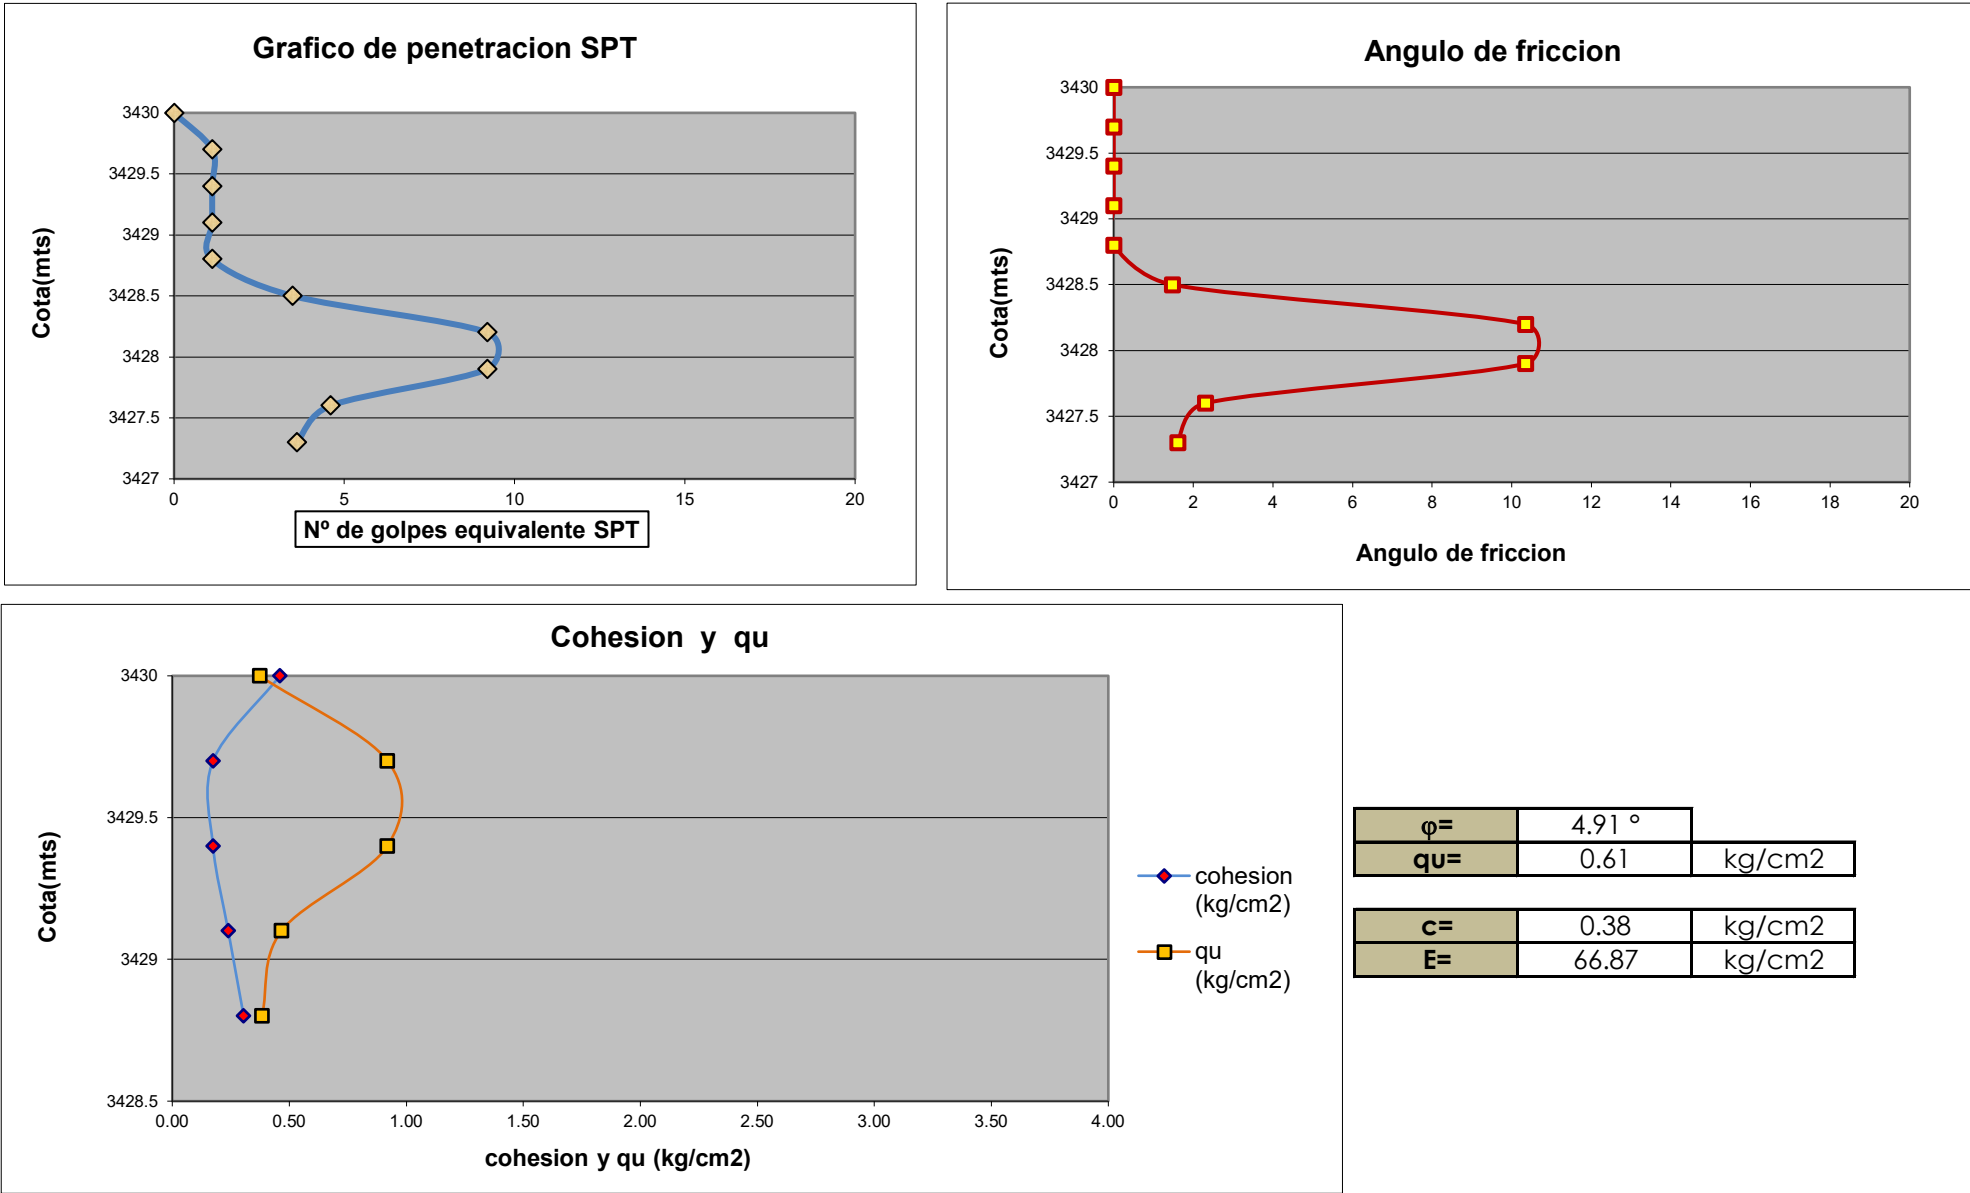 Grafico de penetracion SPT
Cota(mts)
3430
3429.5
3429
3428.5
3428
3427.5
3427
0 5 10 15 20
Nº de golpes equivalente SPT
Angulo de friccion
Cota(mts)
3430
3429.5
3429
3428.5
3428
3427.5
3427
0 2 4 6 8 10 12 14 16 18 20
Angulo de friccion
Cohesion y qu
Cota(mts)
3430
3429.5
3429
3428.5
0.00 0.50 1.00 1.50 2.00 2.50 3.00 3.50 4.00
cohesion y qu (kg/cm2)
cohesion
(kg/cm2)
qu
(kg/cm2)
φ= 4.91 º
qu= 0.61 kg/cm2
c= 0.38 kg/cm2
E= 66.87 kg/cm2